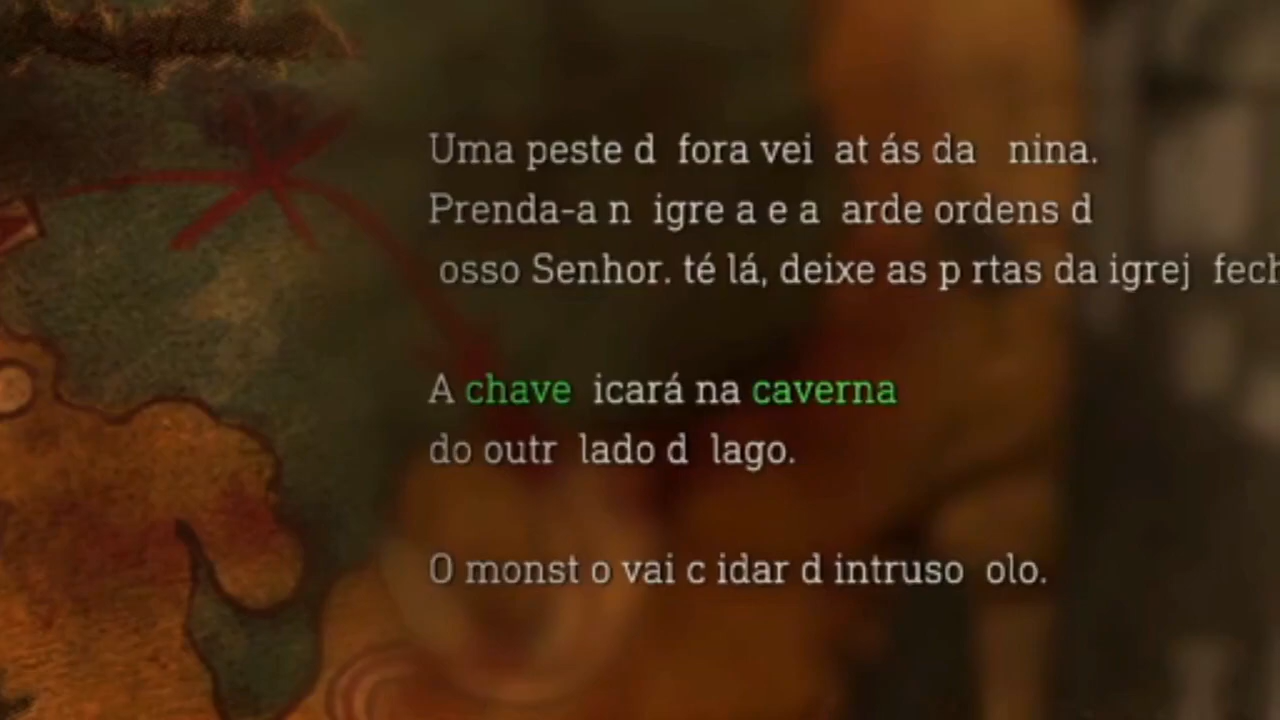 Uma peste d fora vei at ás da nina.
Prenda-a n igre a e a arde ordens d
osso Senhor. té lá, deixe as p rtas da igrej fech
A chave icará na caverna
do outr lado d lago.
O monst o vai c idar d intruso olo.